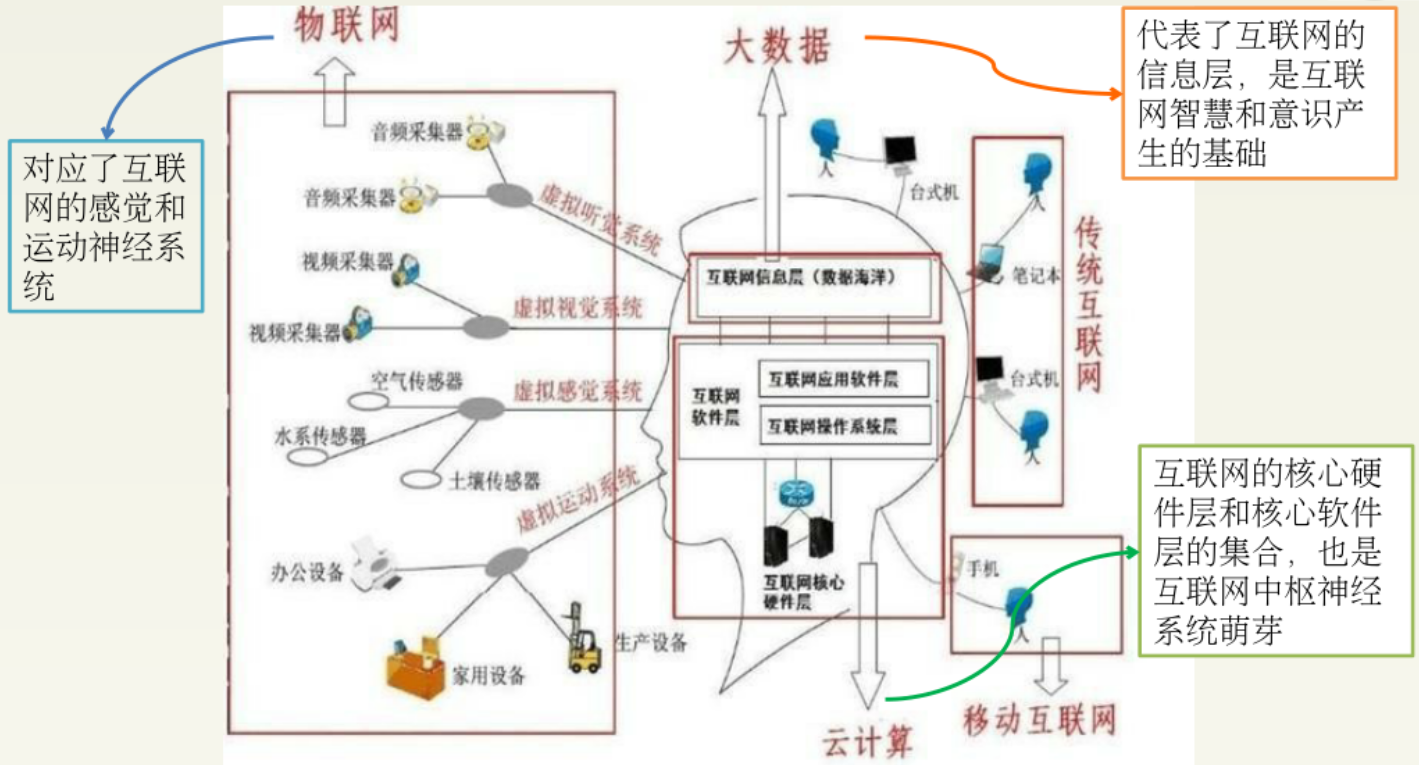 物联网
大数据
代表了互联网的
信息层，是互联
网智慧和意识产
生的基础
对应了互联
网的感觉和
运动神经系
统
音频采集器
音频采集器
虚拟听觉系统
视频采集器
视频采集器
虚拟视觉系统
空气传感器
水系传感器
土壤传感器
虚拟感觉系统
虚拟运动系统
办公设备
家用设备
生产设备
互联网信息层（数据海洋）
互联网
软件层
互联网应用软件层
互联网操作系统层
互联网核心
硬件层
人
台式机
人
笔记本
台式机
人
传统互联网
手机
人
互联网的核心硬
件层和核心软件
层的集合，也是
互联网中枢神经
系统萌芽
云计算
移动互联网